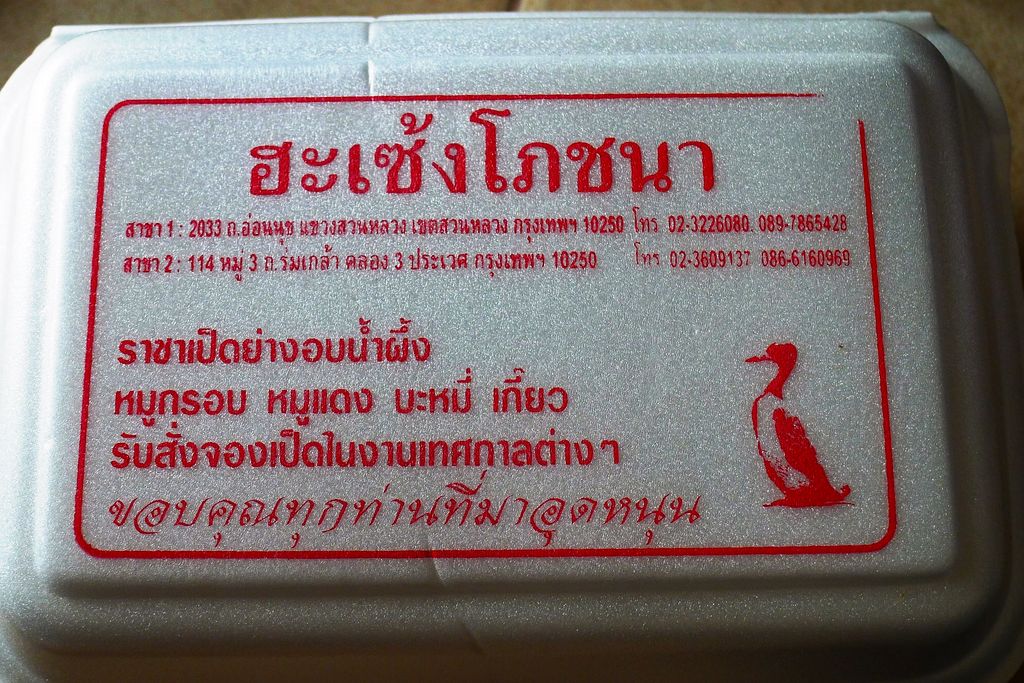 ฮะเซ้งโภชนา
สาขา 1 : 2033 ถ.อ่อนนุช แขวงสวนหลวง เขตสวนหลวง กรุงเทพฯ 10250 โทร 02-3226080. 089-7865428
สาขา 2 : 114 หมู่ 3 ถ.ร่มเกล้า คลอง 3 ประเวศ กรุงเทพฯ 10250 โทร 02-3609137 086-6160969
ราชาเป็ดย่างอบน้ำผึ้ง
หมูกรอบ หมูแดง บะหมี่ เกี๊ยว
รับสั่งจองเป็ดในงานเทศกาลต่างๆ
ขอบคุณทุกท่านที่มาอุดหนุน